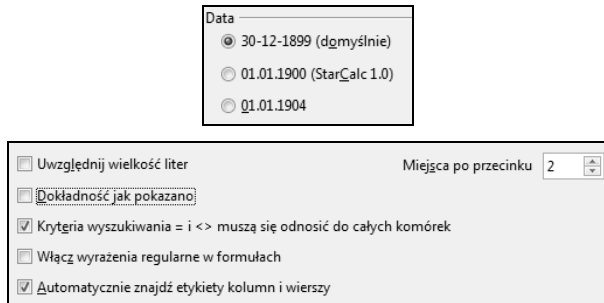 Data
30-12-1899 (domyślnie)
01.01.1900 (StarCalc 1.0)
01.01.1904
Uwzględnij wielkość liter
Miejsca po przecinku 2
Dokładność jak pokazano
Kryteria wyszukiwania = i <> muszą się odnosić do całych komórek
Włącz wyrażenia regularne w formułach
Automatycznie znajdź etykiety kolumn i wierszy